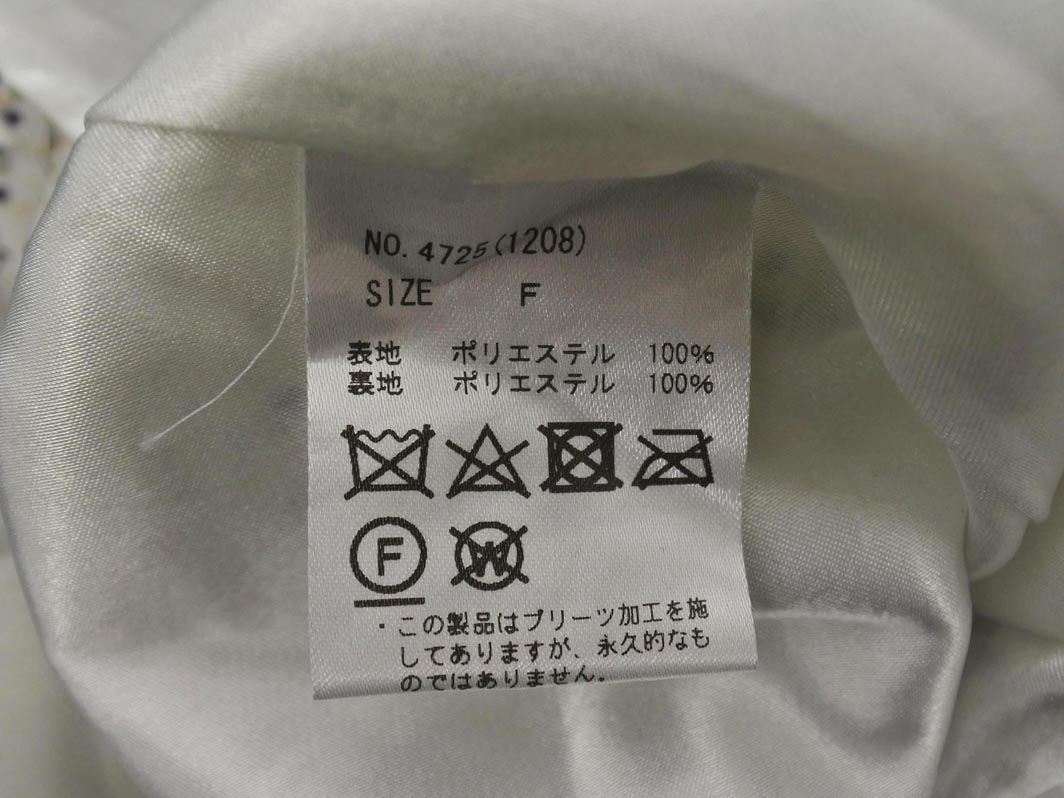 NO. 4725(1208)
SIZE F
表地 ポリエステル 100%
裏地 ポリエステル 100%
F W
・この製品はプリーツ加工を施
してありますが、永久的なも
のではありません。